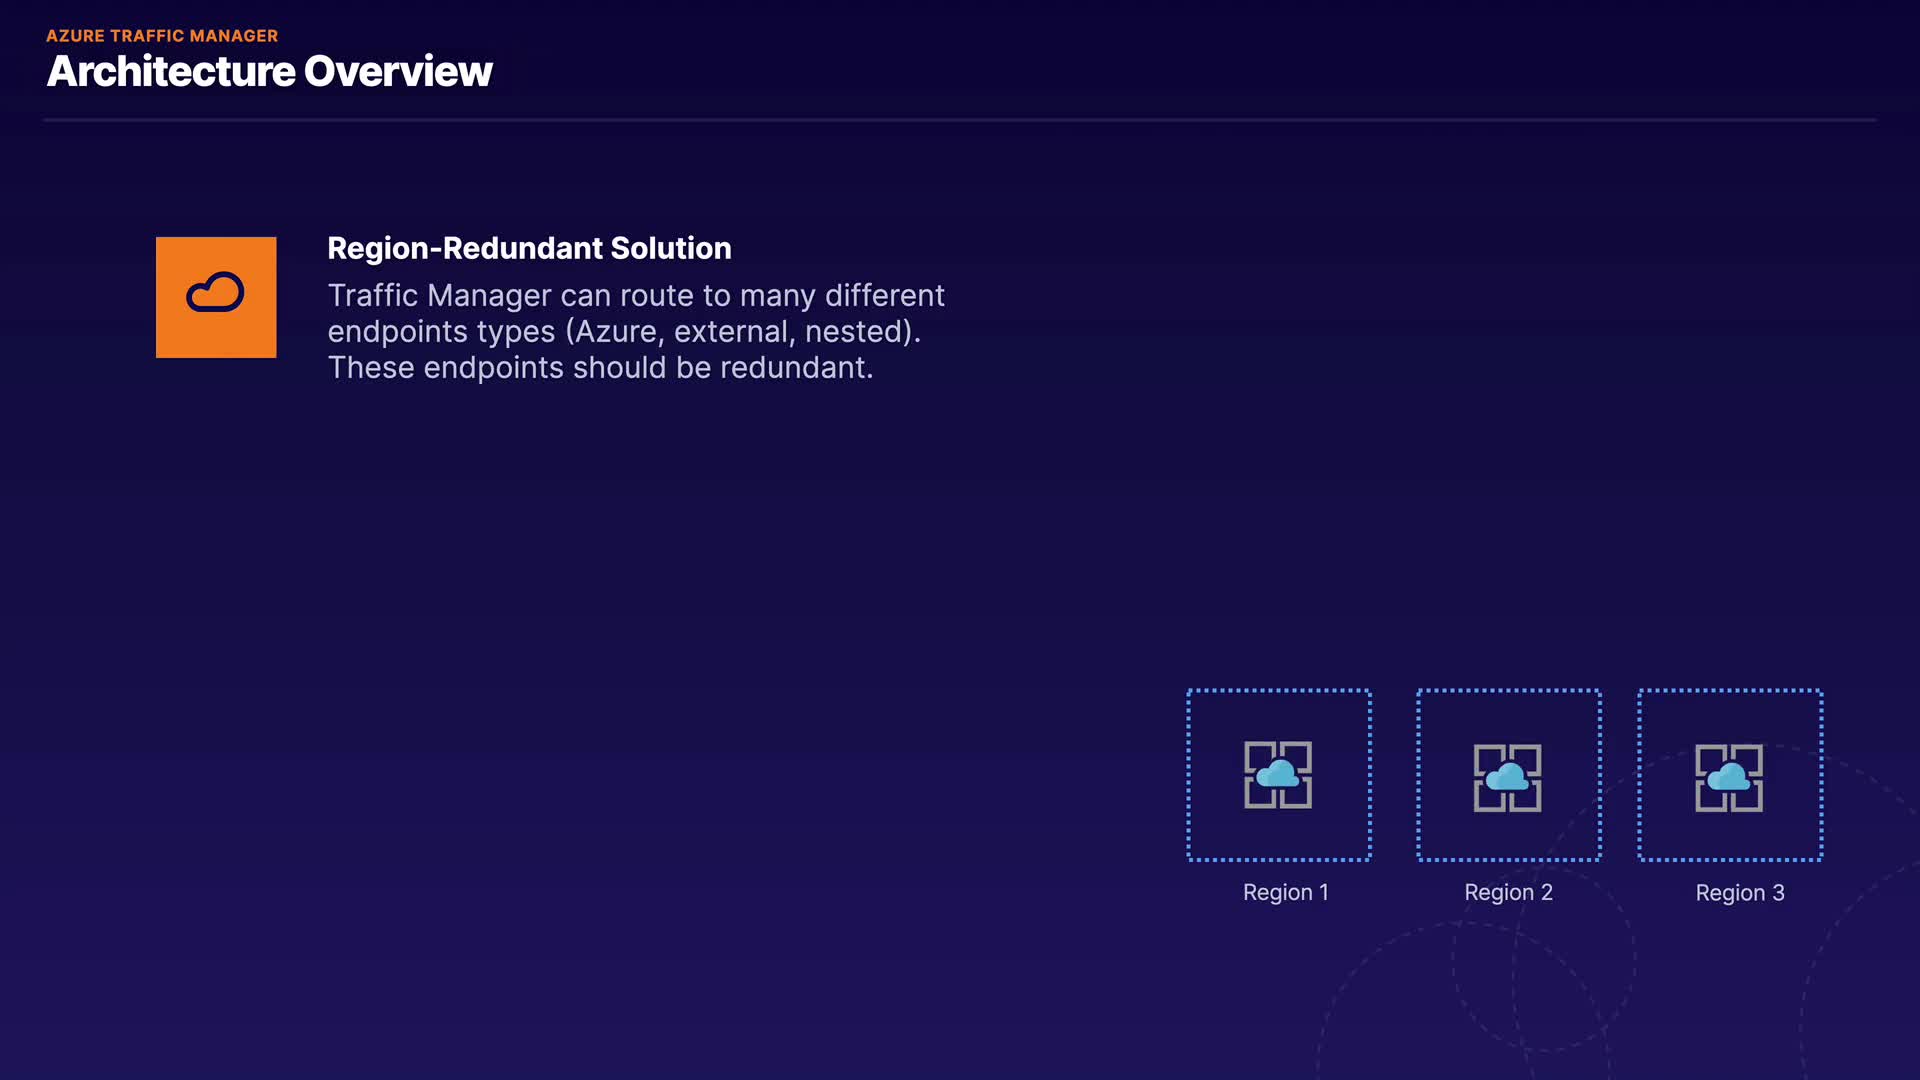 AZURE TRAFFIC MANAGER
Architecture Overview
Region-Redundant Solution
Traffic Manager can route to many different
endpoints types (Azure, external, nested).
These endpoints should be redundant.
Region 1
Region 2
Region 3